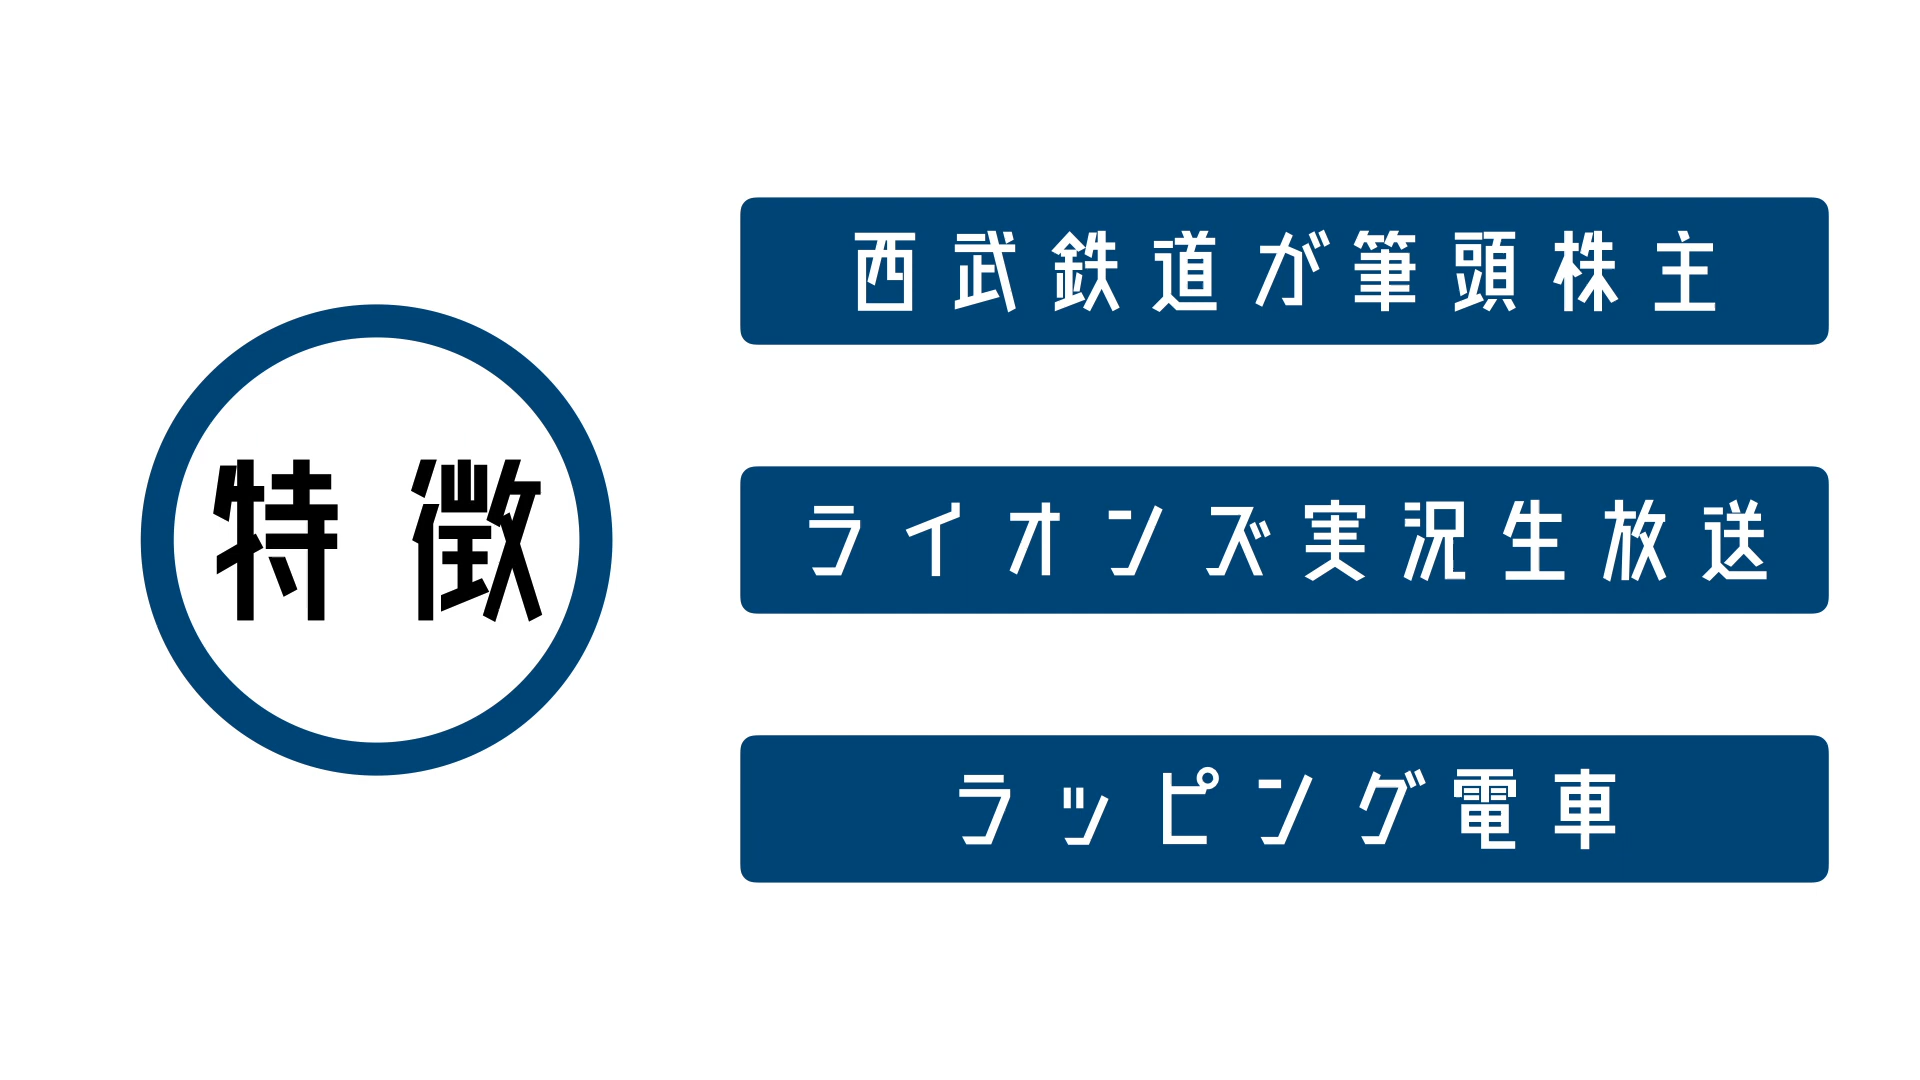 特徴
西武鉄道が筆頭株主
ライオンズ実況生放送
ラッピング電車